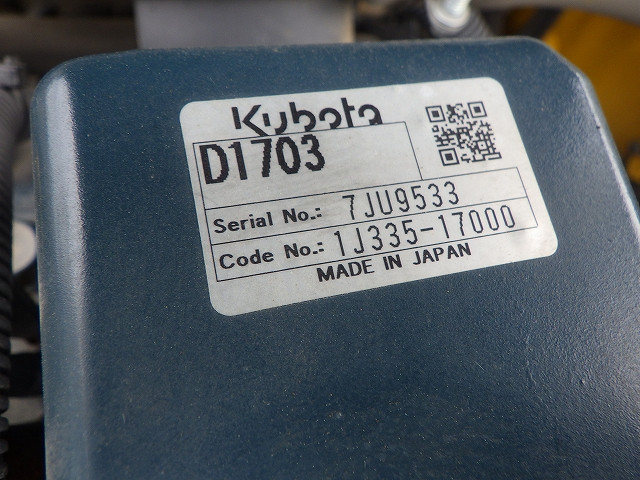 Kubota
D1703
Serial No.: 7JU9533
Code No.: 1J335-17000
MADE IN JAPAN